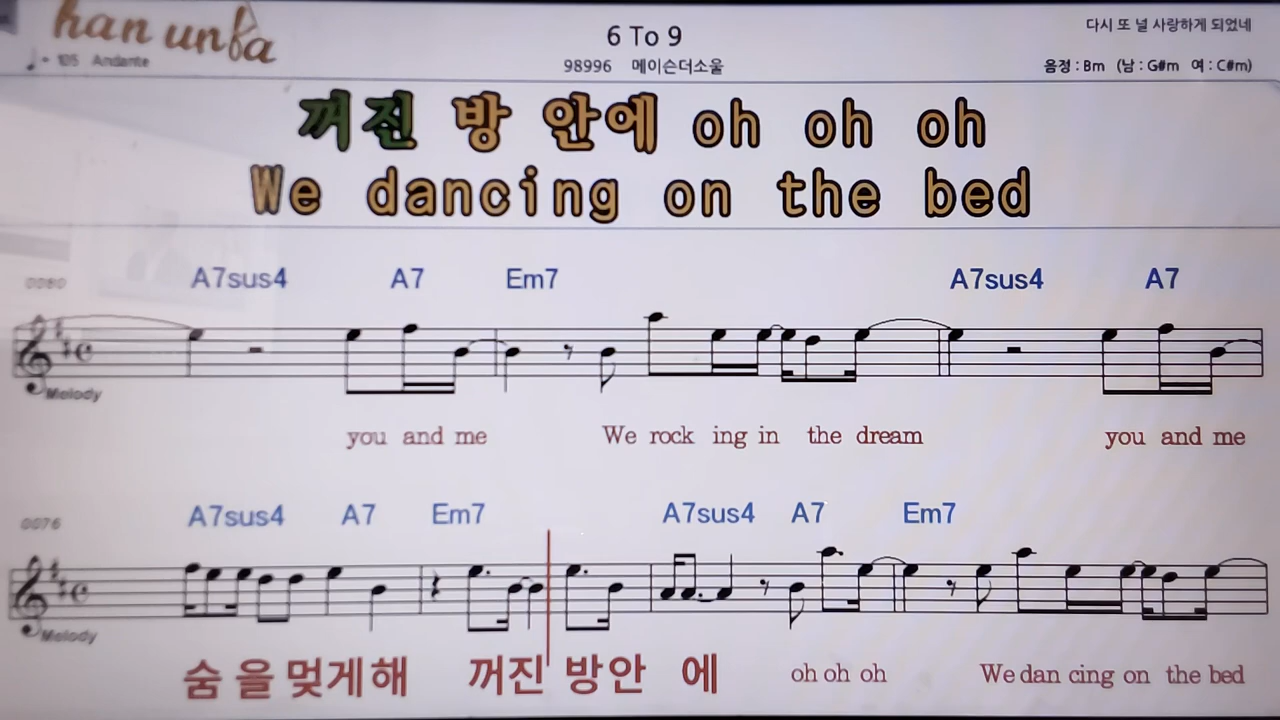 han unba
6 To 9
다시 또 널 사랑하게 되었네
♩= 105 Andante
98996 메이슨더소울
음정 : Bm (남 : G#m 여 : C#m)
꺼진 방 안에 oh oh oh
We dancing on the bed
0080 A7sus4 A7 Em7 A7sus4 A7
Melody
you and me We rock ing in the dream you and me
0076 A7sus4 A7 Em7 A7sus4 A7 Em7
Melody
숨 을 멎게 해 꺼진 방안 에 oh oh oh We dan cing on the bed